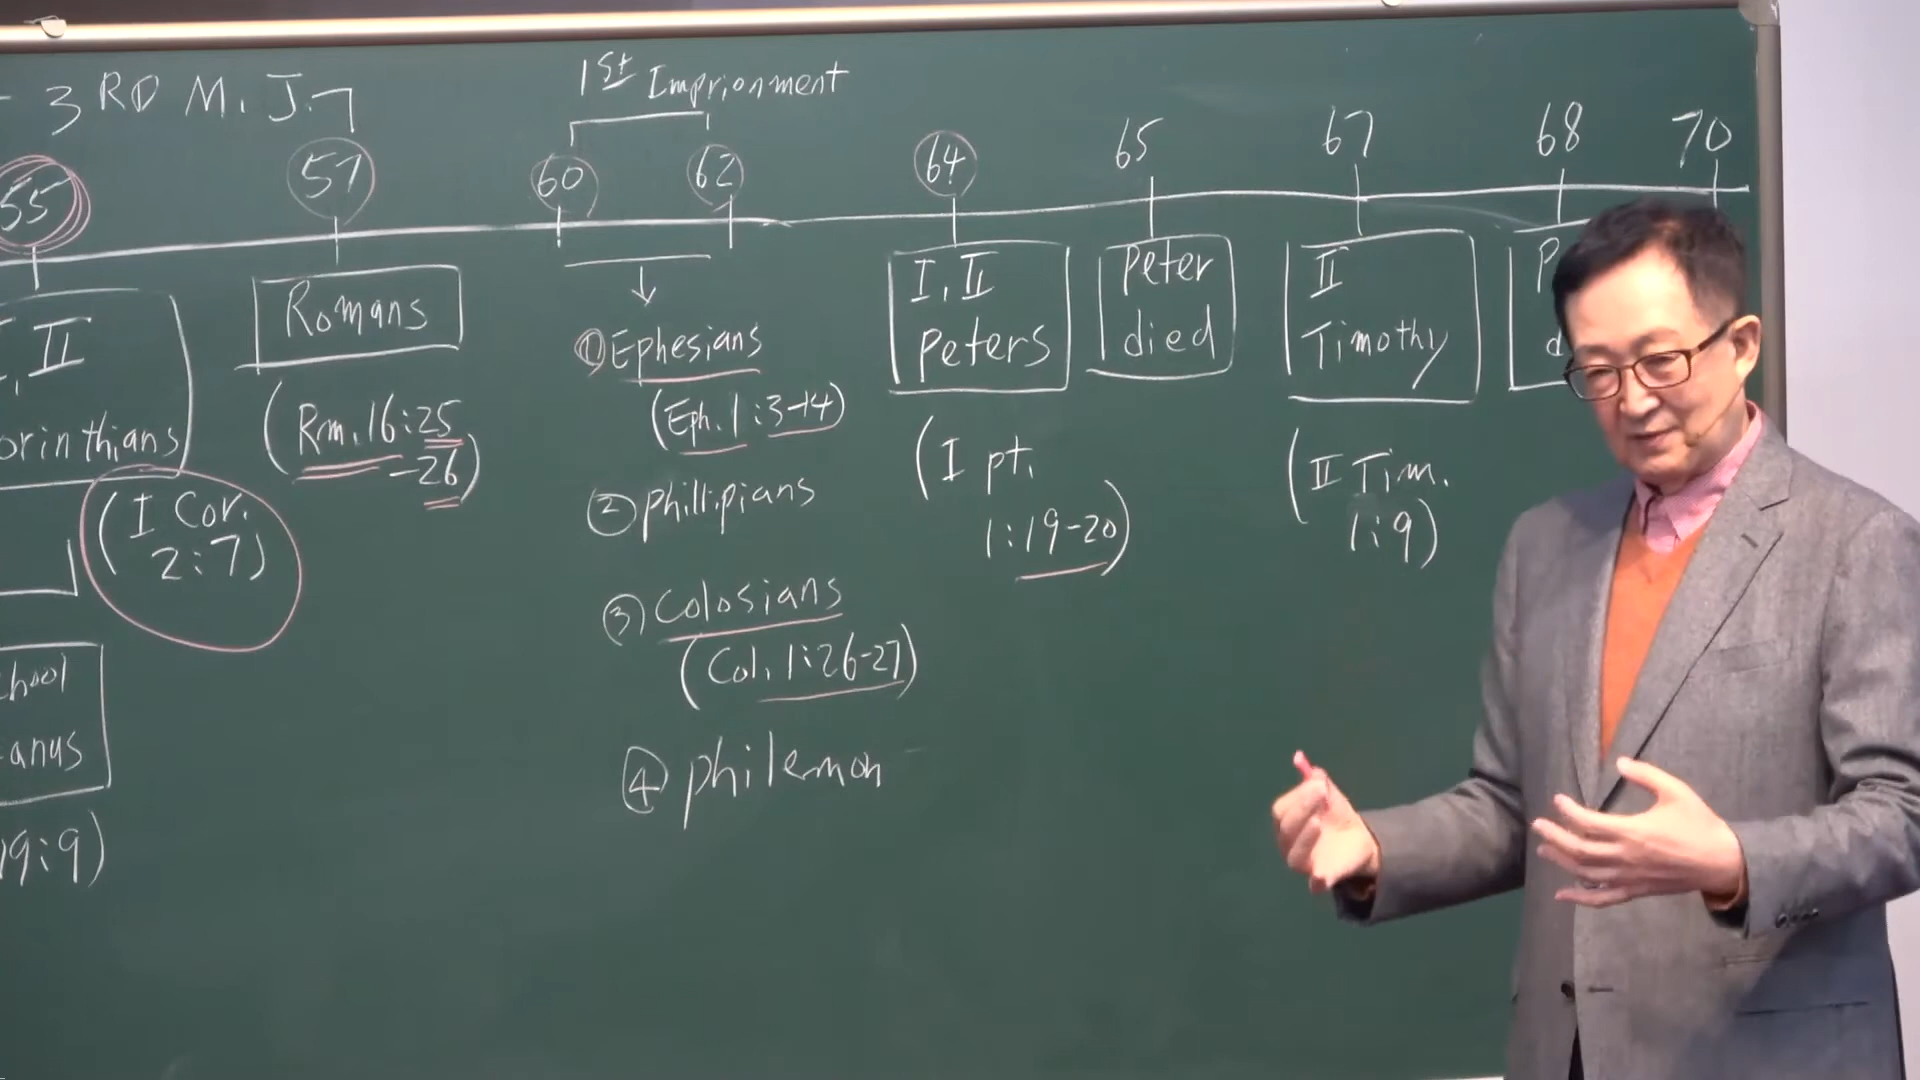 3RD M. J.
1St Imprionment
55
57
60
62
64
65
67
68
70
II
orinthians
(I Cor.
2:7)
hool
anus
19:9)
Romans
(Rm. 16:25
-26)
① Ephesians
(Eph. 1:3-14)
② phillipians
③ Colosians
(Col. 1:26-27)
④ philemon
I, II
Peters
(I pt.
1:19-20)
Peter
died
II
Timothy
(II Tim.
1:9)
P
d